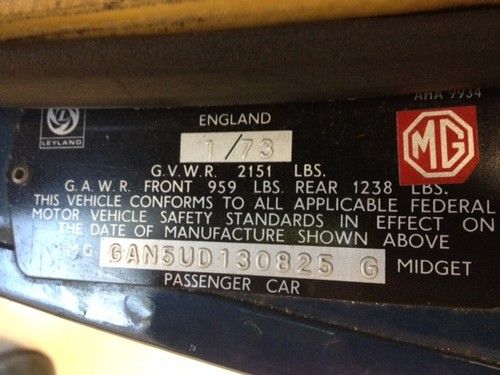 AHA 9934
LEYLAND
ENGLAND
1/73
MG
G.V.W.R. 2151 LBS.
G.A.W.R. FRONT 959 LBS. REAR 1238 LBS.
THIS VEHICLE CONFORMS TO ALL APPLICABLE FEDERAL
MOTOR VEHICLE SAFETY STANDARDS IN EFFECT ON
THE DATE OF MANUFACTURE SHOWN ABOVE
MG GAN5UD130825 G MIDGET
PASSENGER CAR